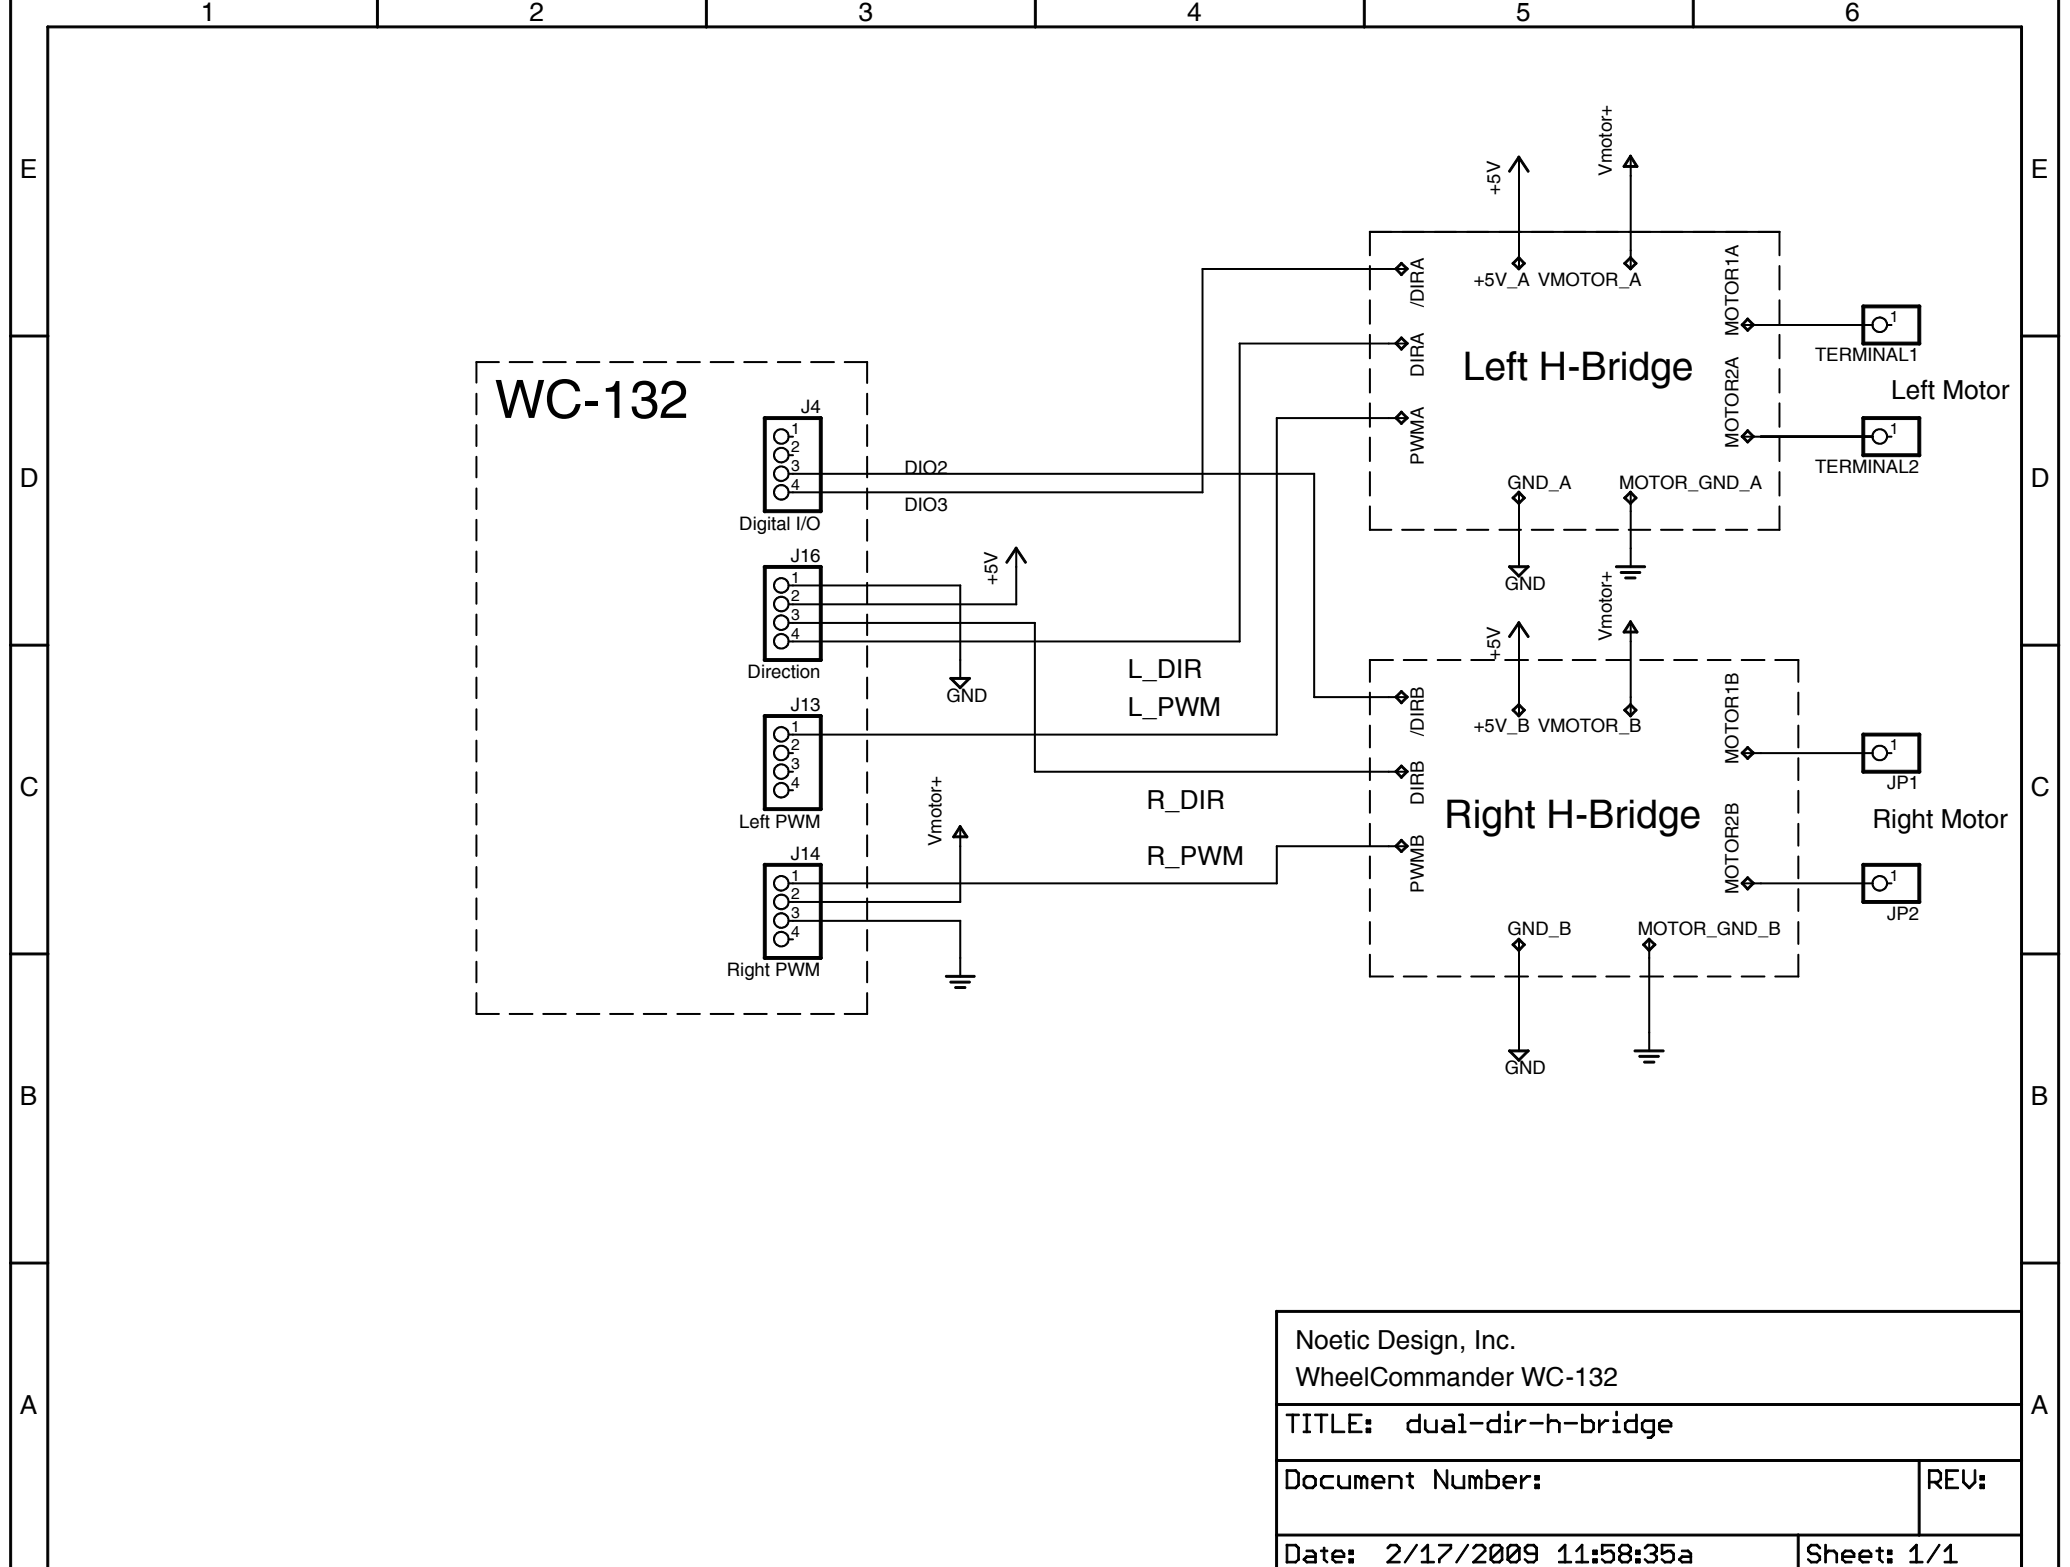 1 2 3 4 5 6
E E
D D
C C
B B
A A
WC-132
J4
1
2
3
4
Digital I/O
DIO2
DIO3
J16
1
2
3
4
Direction
+5V
GND
J13
1
2
3
4
Left PWM
J14
1
2
3
4
Right PWM
Vmotor+
L_DIR
L_PWM
R_DIR
R_PWM
+5V
Vmotor+
/DIRA
+5V_A VMOTOR_A
MOTOR1A
DIRA
Left H-Bridge
MOTOR2A
PWMA
GND_A MOTOR_GND_A
GND
1
TERMINAL1
Left Motor
1
TERMINAL2
+5V
Vmotor+
/DIRB
+5V_B VMOTOR_B
MOTOR1B
DIRB
Right H-Bridge
MOTOR2B
PWMB
GND_B MOTOR_GND_B
GND
1
JP1
Right Motor
1
JP2
Noetic Design, Inc.
WheelCommander WC-132
TITLE: dual-dir-h-bridge
Document Number: REV:
Date: 2/17/2009 11:58:35a Sheet: 1/1